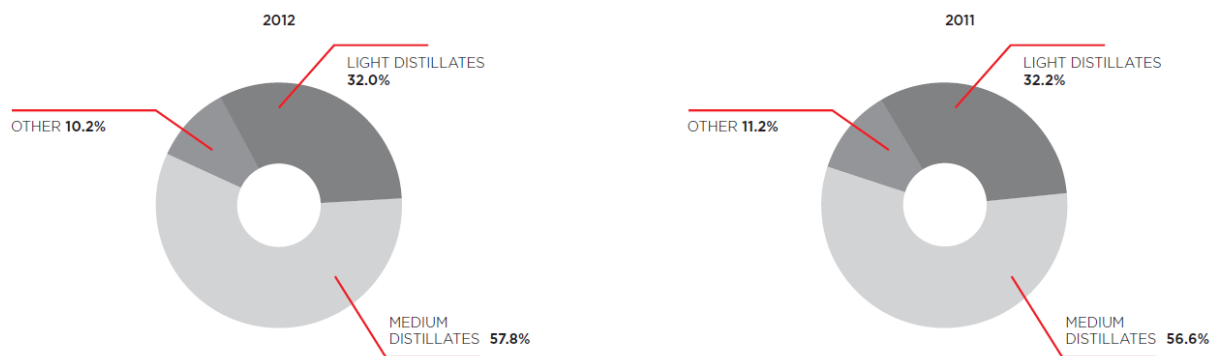 2012
LIGHT DISTILLATES
32.0%
OTHER 10.2%
MEDIUM
DISTILLATES 57.8%
2011
LIGHT DISTILLATES
32.2%
OTHER 11.2%
MEDIUM
DISTILLATES 56.6%